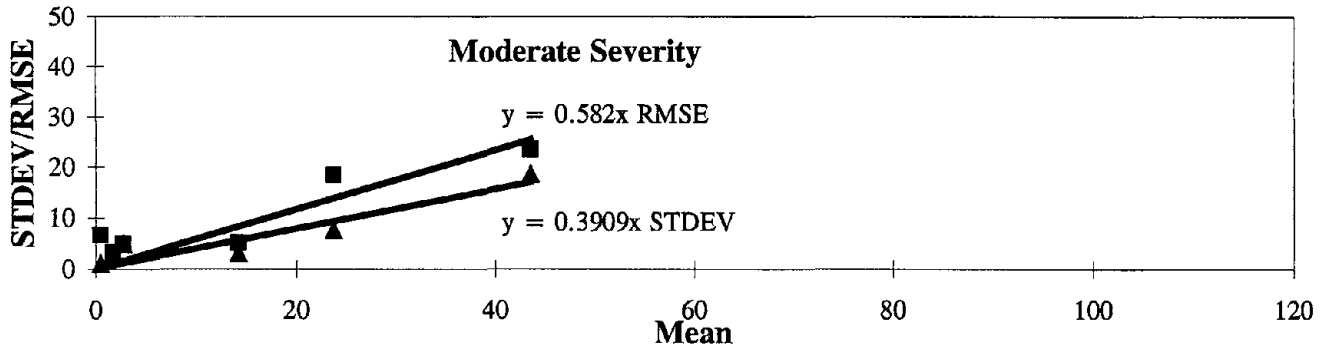 Moderate Severity
STDEV/RMSE
50
40
30
20
10
0
y = 0.582x RMSE
y = 0.3909x STDEV
0 20 40 60 80 100 120
Mean